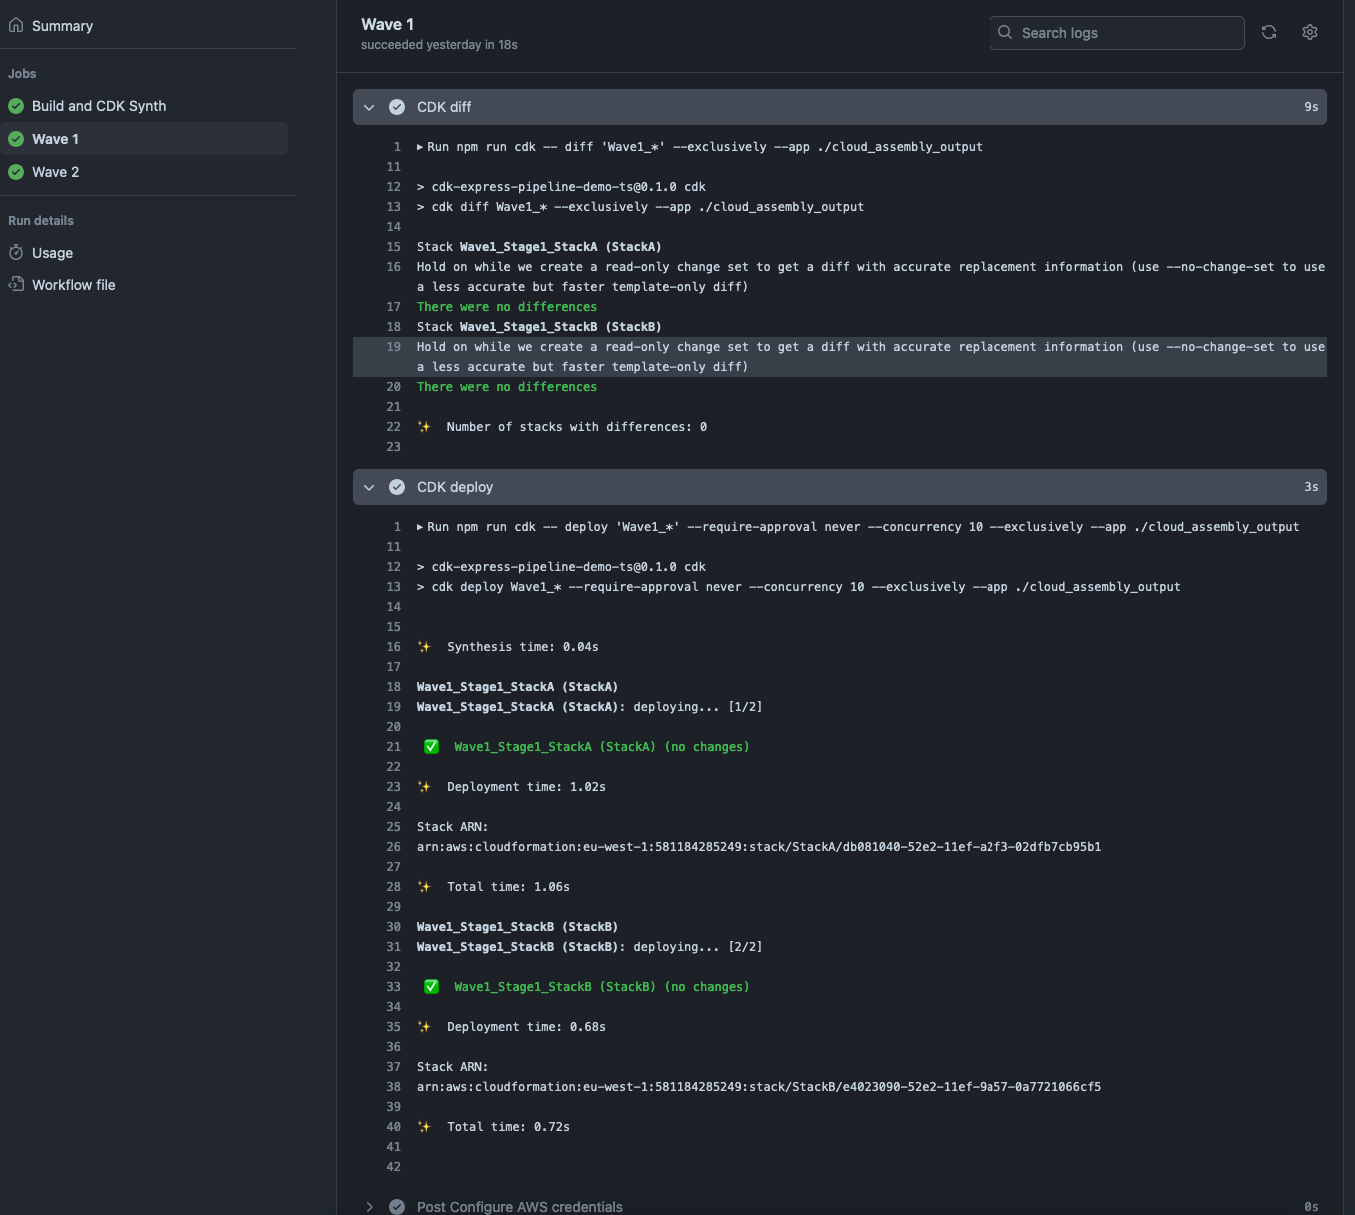 Summary
Jobs
Build and CDK Synth
Wave 1
Wave 2
Run details
Usage
Workflow file
Wave 1
succeeded yesterday in 18s
Search logs
CDK diff 9s
1 Run npm run cdk -- diff 'Wave1_*' --exclusively --app ./cloud_assembly_output
11
12 > cdk-express-pipeline-demo-ts@0.1.0 cdk
13 > cdk diff Wave1_* --exclusively --app ./cloud_assembly_output
14
15 Stack Wave1_Stage1_StackA (StackA)
16 Hold on while we create a read-only change set to get a diff with accurate replacement information (use --no-change-set to use
a less accurate but faster template-only diff)
17 There were no differences
18 Stack Wave1_Stage1_StackB (StackB)
19 Hold on while we create a read-only change set to get a diff with accurate replacement information (use --no-change-set to use
a less accurate but faster template-only diff)
20 There were no differences
21
22 ✨ Number of stacks with differences: 0
23
CDK deploy 3s
1 Run npm run cdk -- deploy 'Wave1_*' --require-approval never --concurrency 10 --exclusively --app ./cloud_assembly_output
11
12 > cdk-express-pipeline-demo-ts@0.1.0 cdk
13 > cdk deploy Wave1_* --require-approval never --concurrency 10 --exclusively --app ./cloud_assembly_output
14
15
16 ✨ Synthesis time: 0.04s
17
18 Wave1_Stage1_StackA (StackA)
19 Wave1_Stage1_StackA (StackA): deploying... [1/2]
20
21 ✅ Wave1_Stage1_StackA (StackA) (no changes)
22
23 ✨ Deployment time: 1.02s
24
25 Stack ARN:
26 arn:aws:cloudformation:eu-west-1:581184285249:stack/StackA/db081040-52e2-11ef-a2f3-02dfb7cb95b1
27
28 ✨ Total time: 1.06s
29
30 Wave1_Stage1_StackB (StackB)
31 Wave1_Stage1_StackB (StackB): deploying... [2/2]
32
33 ✅ Wave1_Stage1_StackB (StackB) (no changes)
34
35 ✨ Deployment time: 0.68s
36
37 Stack ARN:
38 arn:aws:cloudformation:eu-west-1:581184285249:stack/StackB/e4023090-52e2-11ef-9a57-0a7721066cf5
39
40 ✨ Total time: 0.72s
41
42
Post Configure AWS credentials 0s